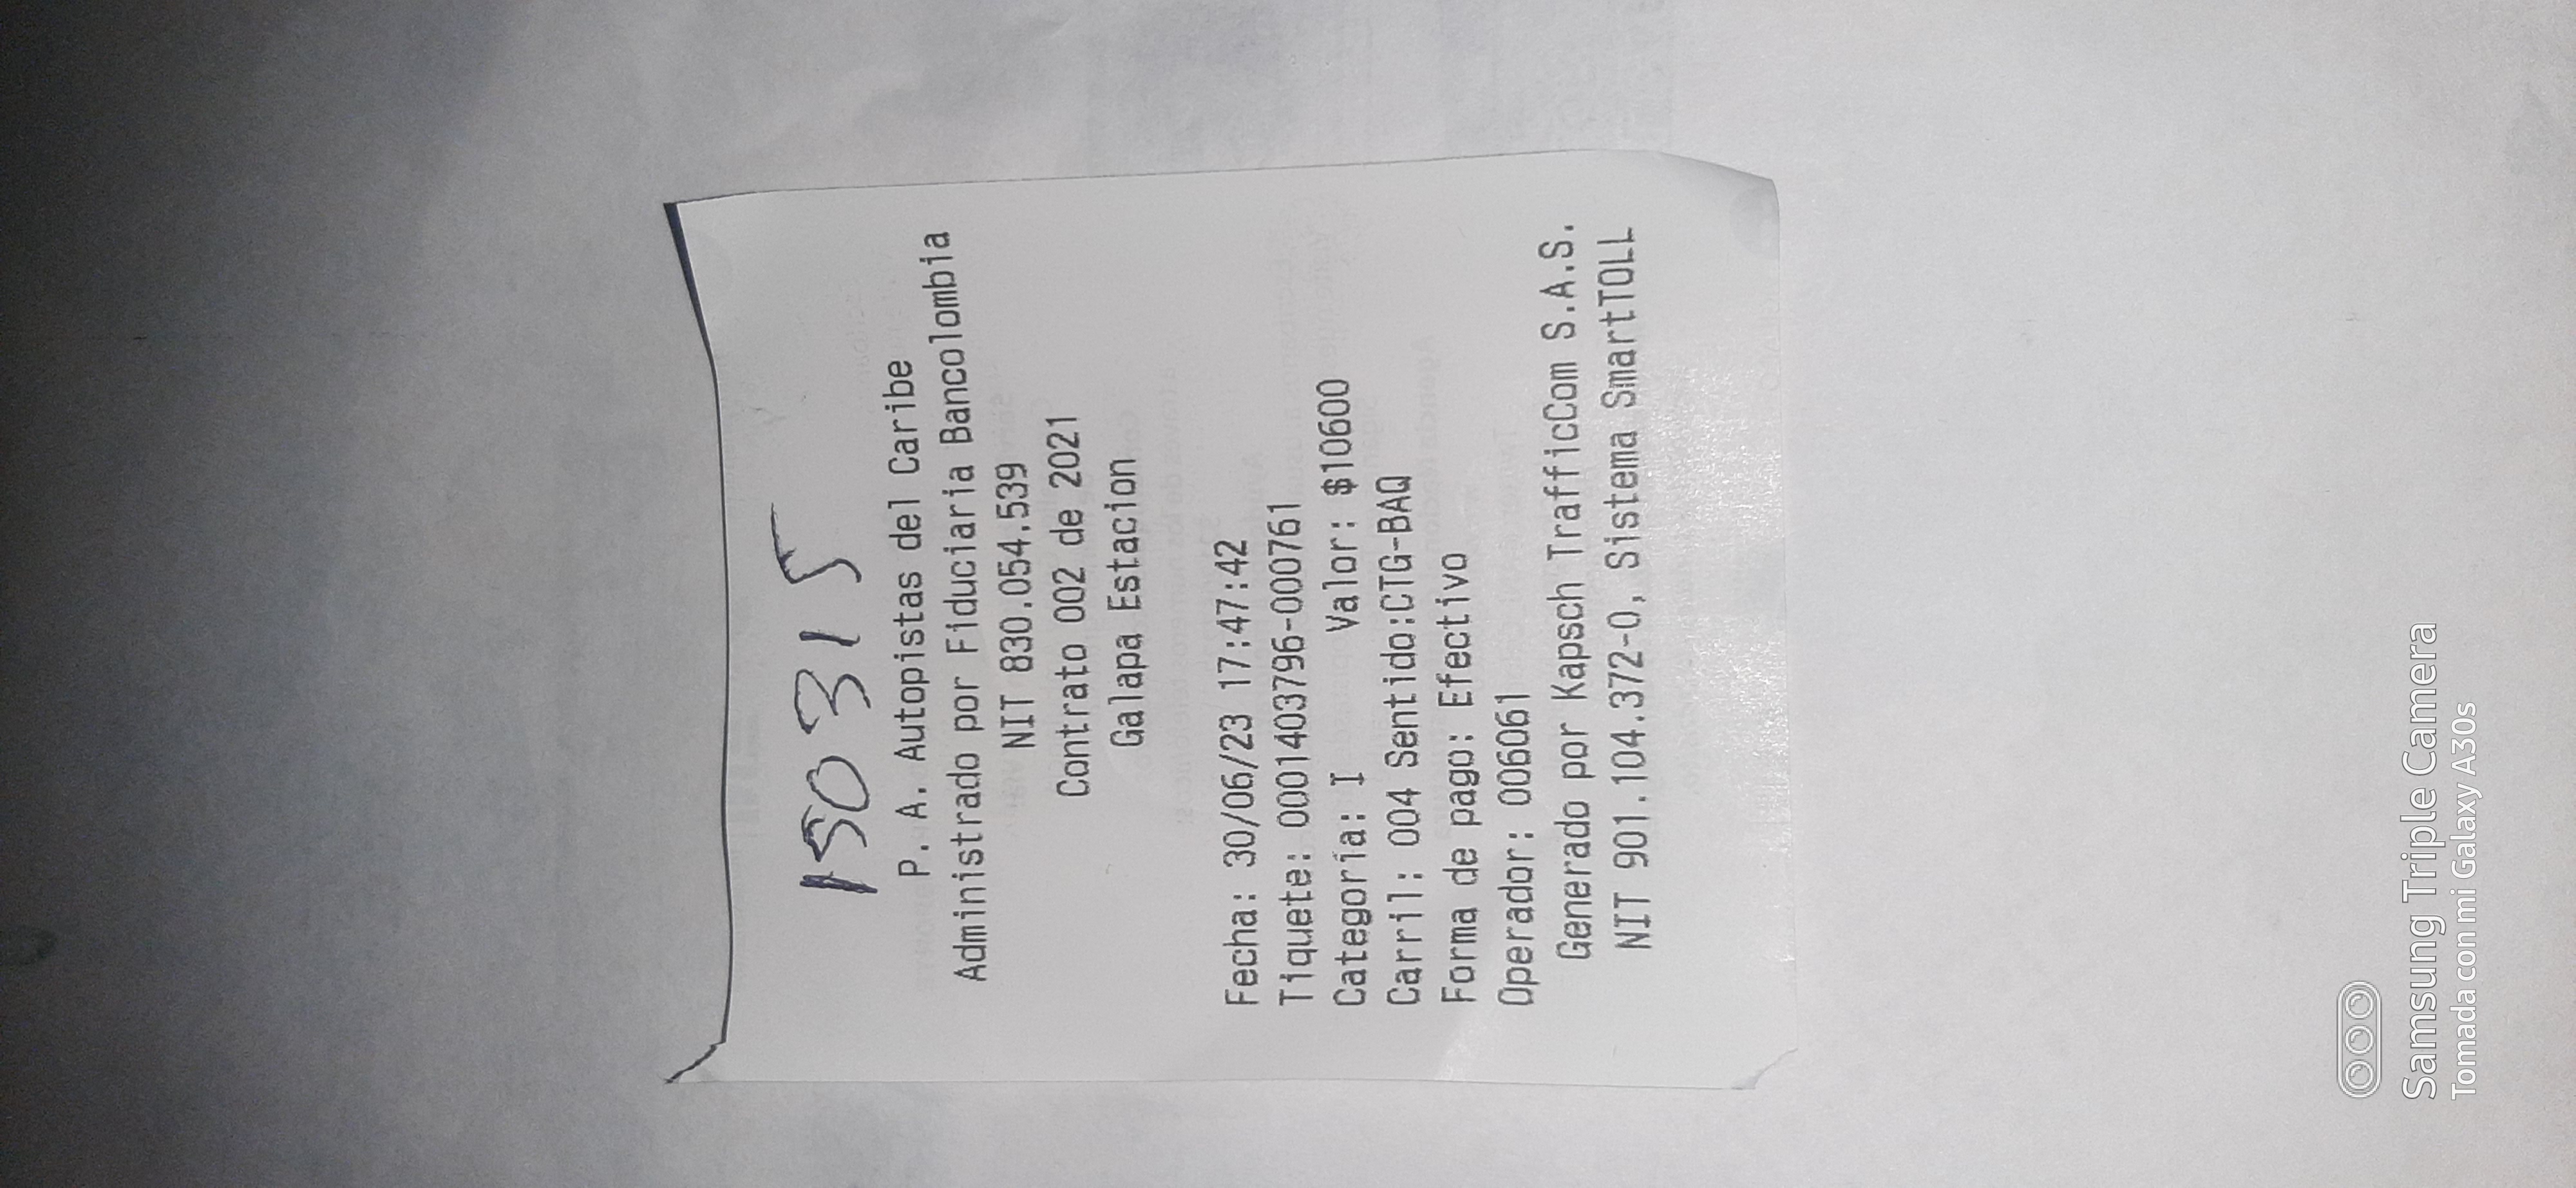 150315
P. A. Autopistas del Caribe
Administrado por Fiduciaria Bancolombia
NIT 830.054.539
Contrato 002 de 2021
Galapa Estacion
Fecha: 30/06/23 17:47:42
Tiquete: 0001403796-000761
Categoría: I Valor: $10600
Carril: 004 Sentido:CTG-BAQ
Forma de pago: Efectivo
Operador: 006061
Generado por Kapsch TrafficCom S.A.S.
NIT 901.104.372-0, Sistema SmartTOLL
Samsung Triple Camera
Tomada con mi Galaxy A30s